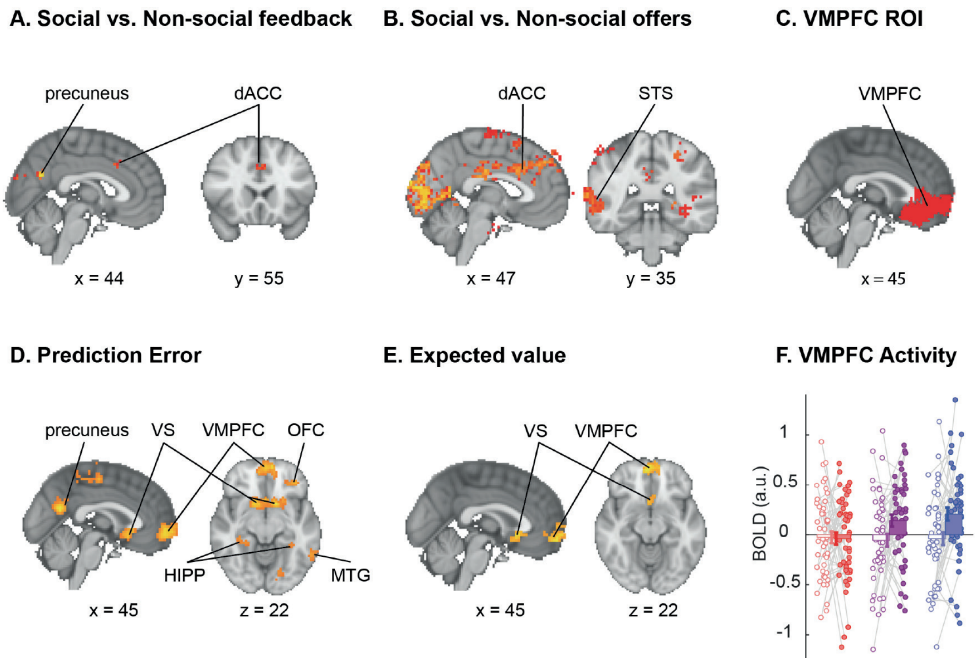 A. Social vs. Non-social feedback
precuneus
dACC
x = 44
y = 55
B. Social vs. Non-social offers
dACC
STS
x = 47
y = 35
C. VMPFC ROI
VMPFC
x = 45
D. Prediction Error
precuneus
VS
VMPFC
OFC
HIPP
MTG
x = 45
z = 22
E. Expected value
VS
VMPFC
x = 45
z = 22
F. VMPFC Activity
BOLD (a.u.)
1
0.5
0
-0.5
-1